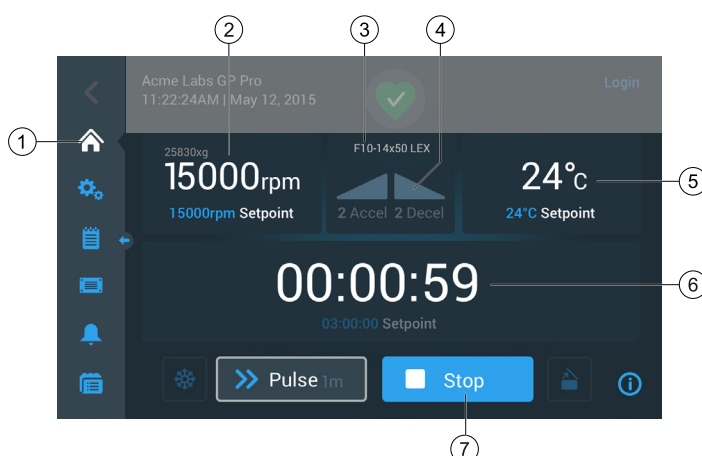 2
3
4
Acme Labs GP Pro
Login
11:22:24AM | May 12, 2015
1
F10-14x50 LEX
25830xg
15000rpm
24°C
5
15000rpm Setpoint
2 Accel 2 Decel
24°C Setpoint
00:00:59
6
03:00:00 Setpoint
Pulse 1m
Stop
7